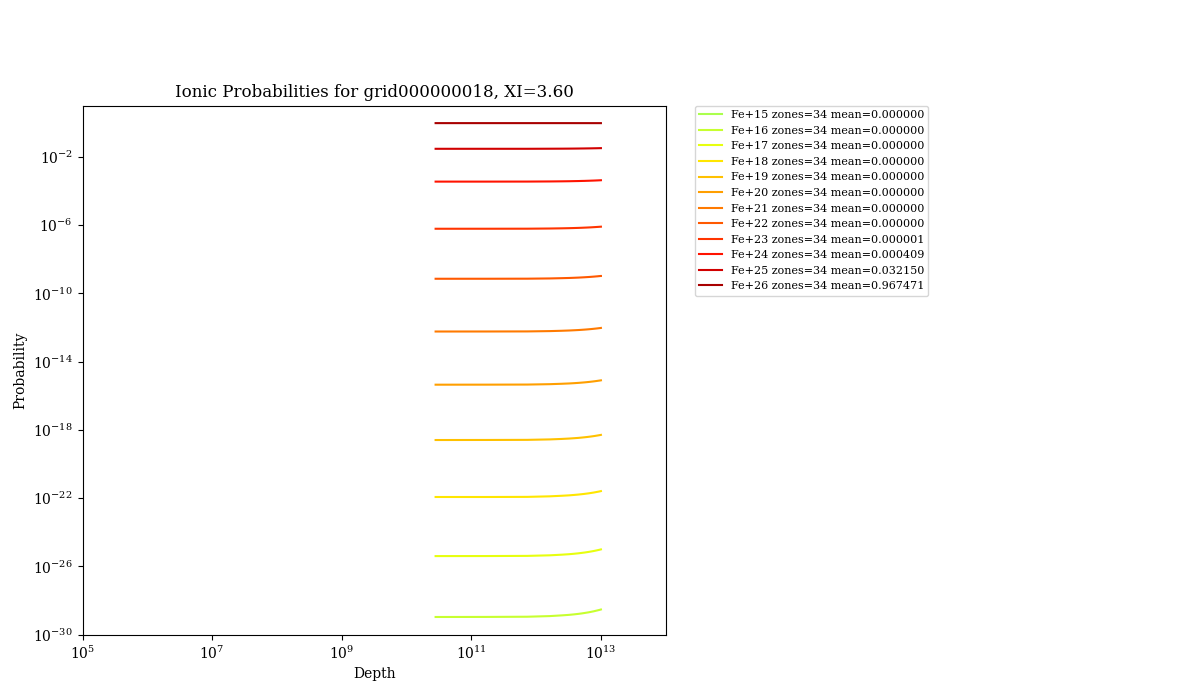 Ionic Probabilities for grid000000018, XI=3.60
Probability
10^{-2}
10^{-6}
10^{-10}
10^{-14}
10^{-18}
10^{-22}
10^{-26}
10^{-30}
10^{5} 10^{7} 10^{9} 10^{11} 10^{13}
Depth
Fe+15 zones=34 mean=0.000000
Fe+16 zones=34 mean=0.000000
Fe+17 zones=34 mean=0.000000
Fe+18 zones=34 mean=0.000000
Fe+19 zones=34 mean=0.000000
Fe+20 zones=34 mean=0.000000
Fe+21 zones=34 mean=0.000000
Fe+22 zones=34 mean=0.000000
Fe+23 zones=34 mean=0.000001
Fe+24 zones=34 mean=0.000409
Fe+25 zones=34 mean=0.032150
Fe+26 zones=34 mean=0.967471